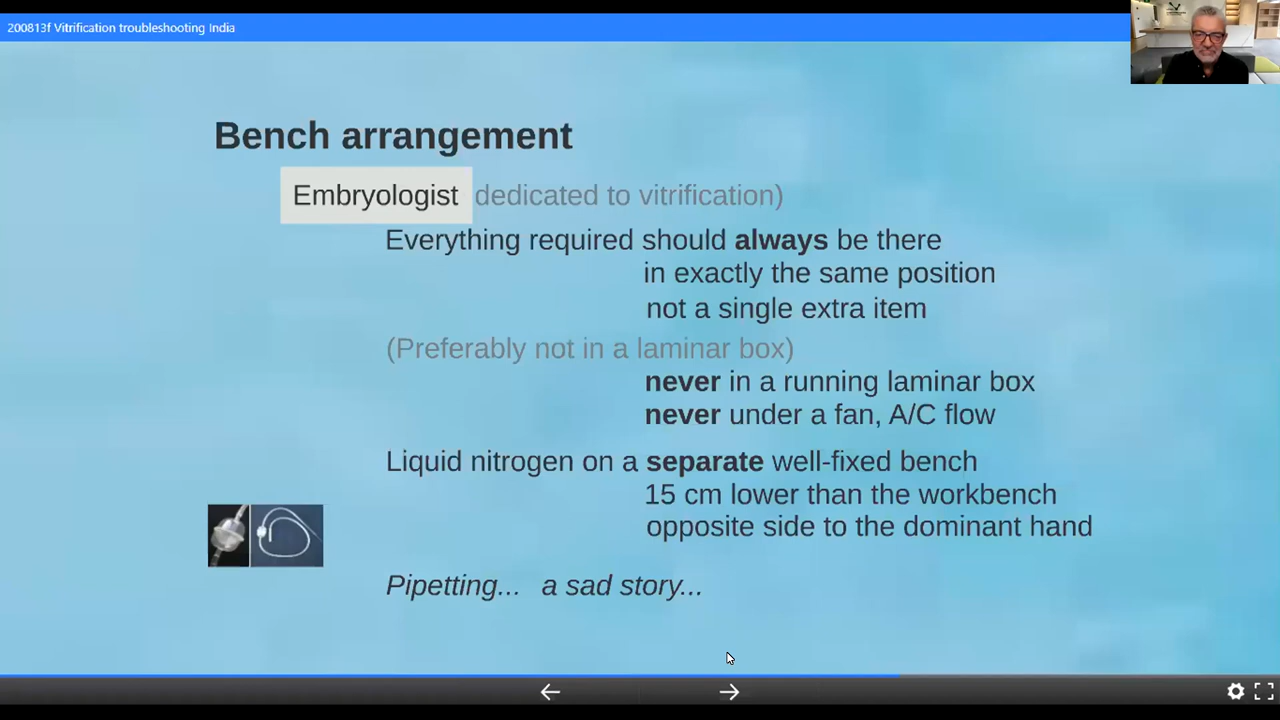 200813f Vitrification troubleshooting India
Bench arrangement
Embryologist dedicated to vitrification)
Everything required should always be there
in exactly the same position
not a single extra item
(Preferably not in a laminar box)
never in a running laminar box
never under a fan, A/C flow
Liquid nitrogen on a separate well-fixed bench
15 cm lower than the workbench
opposite side to the dominant hand
Pipetting... a sad story...